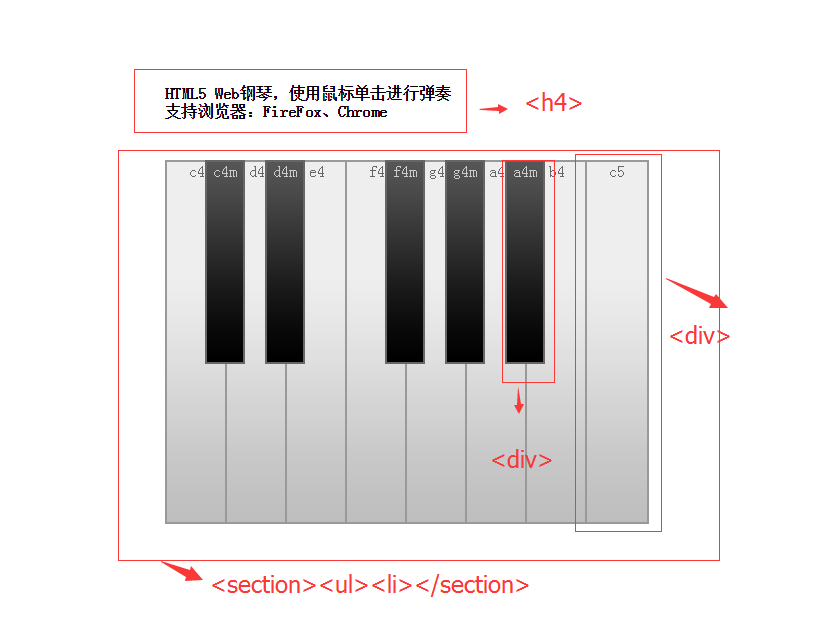 HTML5 Web钢琴，使用鼠标单击进行弹奏
支持浏览器：FireFox、Chrome
<h4>
c4 c4m d4 d4m e4 f4 f4m g4 g4m a4 a4m b4 c5
<div>
<div>
<section><ul><li></section>